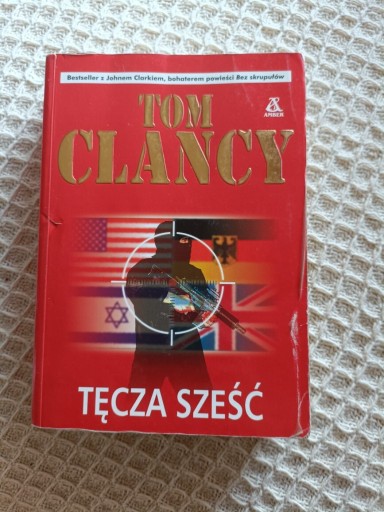 Bestseller z Johnem Clarkiem, bohaterem powieści Bez skrupułów
AMBER
TOM
CLANCY
TĘCZA SZEŚĆ